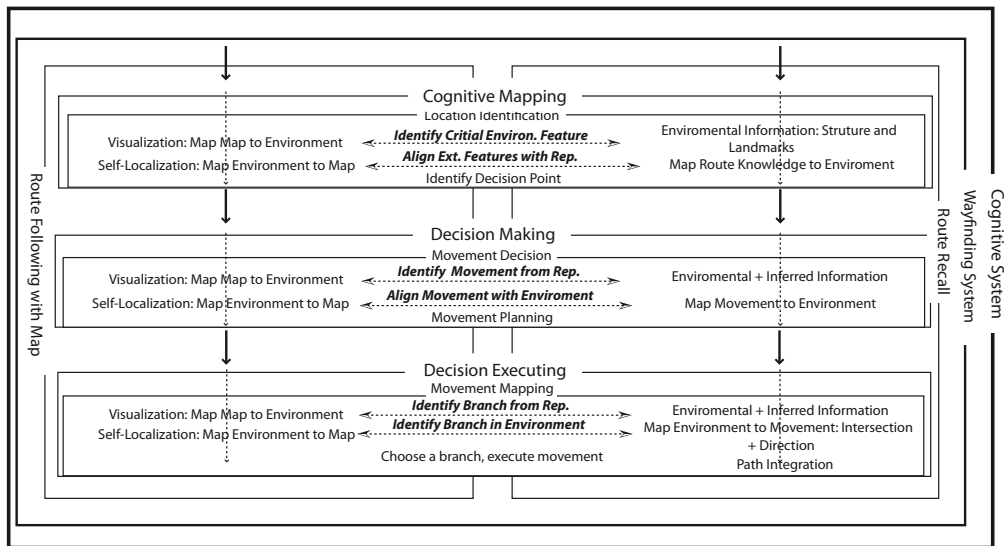 Cognitive Mapping
Location Identification
Visualization: Map Map to Environment
Identify Critial Environ. Feature
Enviromental Information: Struture and
Landmarks
Self-Localization: Map Environment to Map
Align Ext. Features with Rep.
Map Route Knowledge to Enviroment
Identify Decision Point
Decision Making
Movement Decision
Visualization: Map Map to Environment
Identify Movement from Rep.
Enviromental + Inferred Information
Self-Localization: Map Environment to Map
Align Movement with Enviroment
Map Movement to Environment
Movement Planning
Decision Executing
Movement Mapping
Visualization: Map Map to Environment
Identify Branch from Rep.
Enviromental + Inferred Information
Self-Localization: Map Environment to Map
Identify Branch in Environment
Map Environment to Movement: Intersection
+ Direction
Choose a branch, execute movement
Path Integration
Route Following with Map
Route Recall
Wayfinding System
Cognitive System